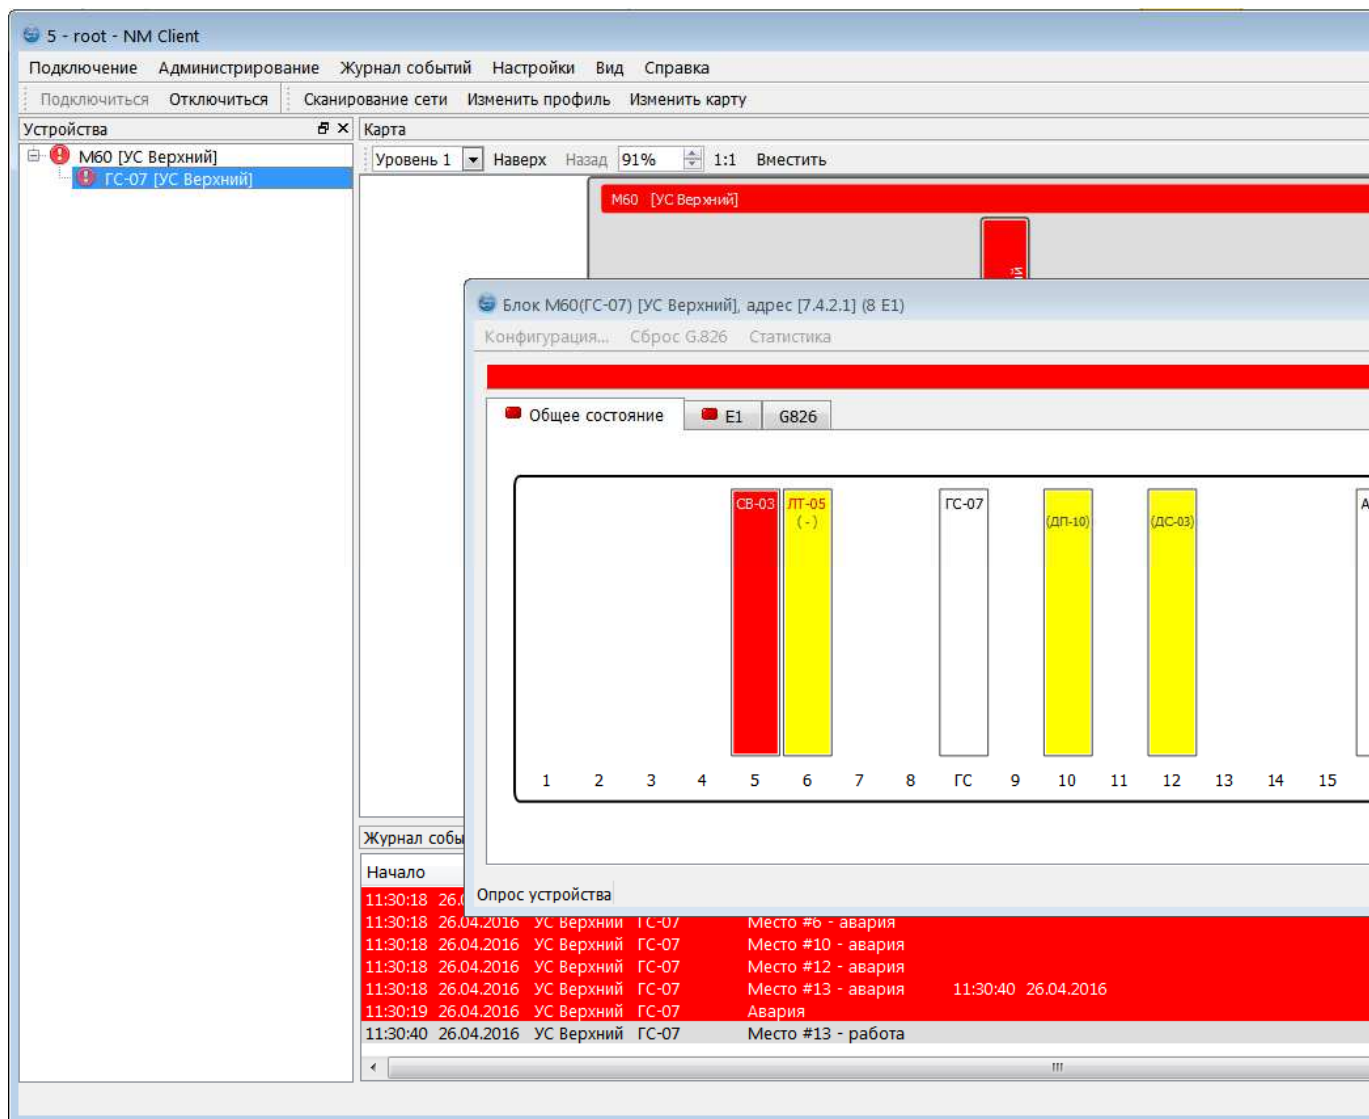 5 - root - NM Client
Подключение Администрирование Журнал событий Настройки Вид Справка
Подключиться Отключиться Сканирование сети Изменить профиль Изменить карту
Устройства
Карта
М60 [УС Верхний]
ГС-07 [УС Верхний]
Уровень 1 Наверх Назад 91% 1:1 Вместить
М60 [УС Верхний]
Блок М60(ГС-07) [УС Верхний], адрес [7.4.2.1] (8 E1)
Конфигурация... Сброс G.826 Статистика
Общее состояние E1 G826
СВ-03 ЛТ-05 ГС-07
(-) (ДП-10) (ДС-03)
1 2 3 4 5 6 7 8 ГС 9 10 11 12 13 14 15
Опрос устройства
Журнал собы
Начало
11:30:18 26.0
11:30:18 26.04.2016 УС Верхний ГС-07 Место #6 - авария
11:30:18 26.04.2016 УС Верхний ГС-07 Место #10 - авария
11:30:18 26.04.2016 УС Верхний ГС-07 Место #12 - авария
11:30:18 26.04.2016 УС Верхний ГС-07 Место #13 - авария 11:30:40 26.04.2016
11:30:19 26.04.2016 УС Верхний ГС-07 Авария
11:30:40 26.04.2016 УС Верхний ГС-07 Место #13 - работа